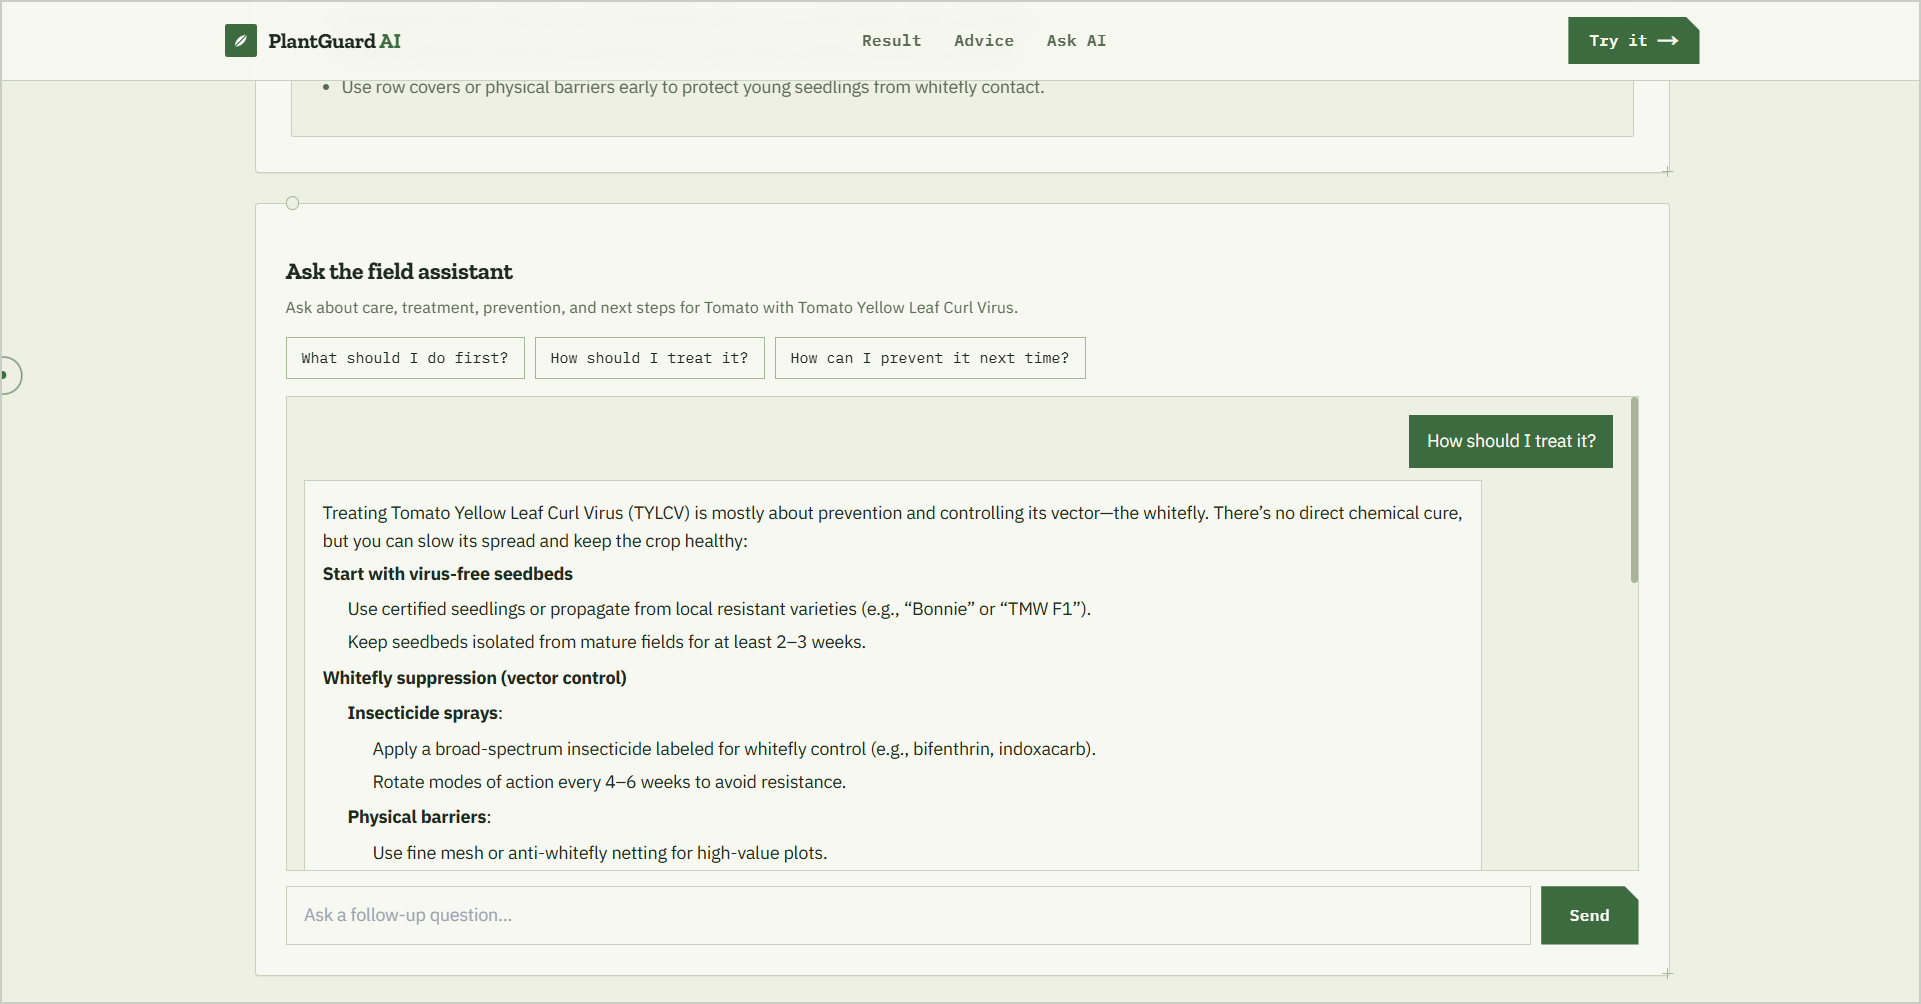 PlantGuard AI
Result Advice Ask AI
Try it →
• Use row covers or physical barriers early to protect young seedlings from whitefly contact.
Ask the field assistant
Ask about care, treatment, prevention, and next steps for Tomato with Tomato Yellow Leaf Curl Virus.
What should I do first? How should I treat it? How can I prevent it next time?
How should I treat it?
Treating Tomato Yellow Leaf Curl Virus (TYLCV) is mostly about prevention and controlling its vector—the whitefly. There’s no direct chemical cure,
but you can slow its spread and keep the crop healthy:
Start with virus-free seedbeds
Use certified seedlings or propagate from local resistant varieties (e.g., “Bonnie” or “TMW F1”).
Keep seedbeds isolated from mature fields for at least 2–3 weeks.
Whitefly suppression (vector control)
Insecticide sprays:
Apply a broad-spectrum insecticide labeled for whitefly control (e.g., bifenthrin, indoxacarb).
Rotate modes of action every 4–6 weeks to avoid resistance.
Physical barriers:
Use fine mesh or anti-whitefly netting for high-value plots.
Ask a follow-up question...
Send